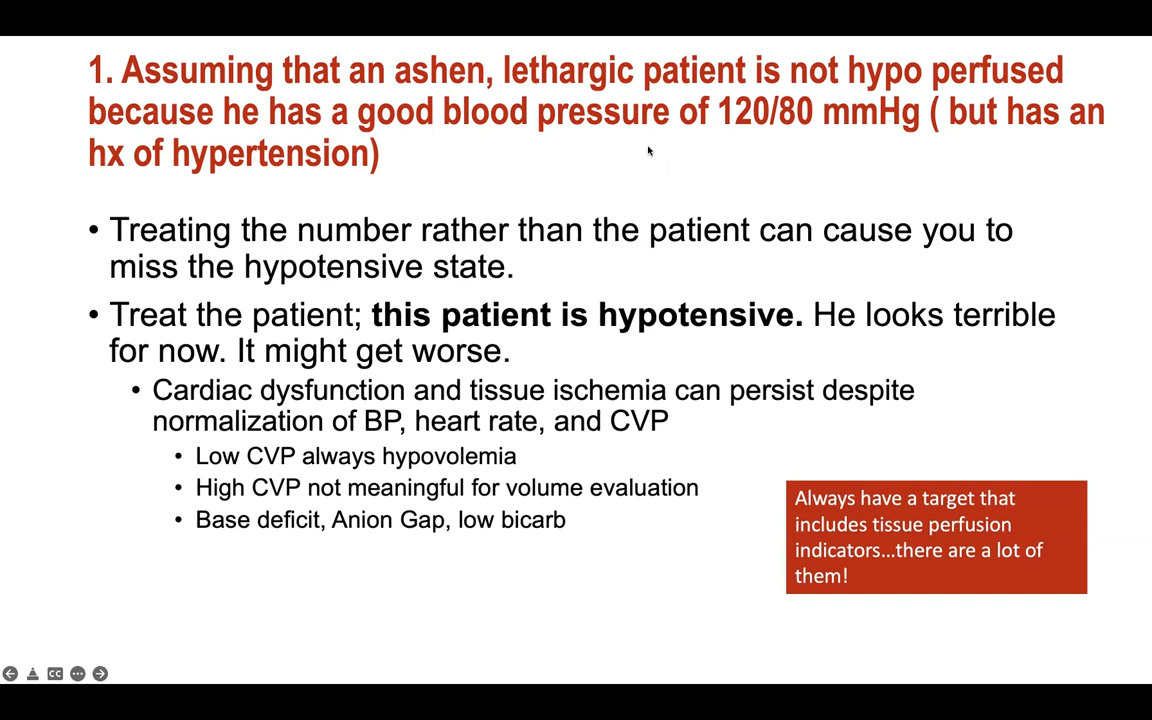 1. Assuming that an ashen, lethargic patient is not hypo perfused
because he has a good blood pressure of 120/80 mmHg ( but has an
hx of hypertension)
• Treating the number rather than the patient can cause you to
miss the hypotensive state.
• Treat the patient; this patient is hypotensive. He looks terrible
for now. It might get worse.
• Cardiac dysfunction and tissue ischemia can persist despite
normalization of BP, heart rate, and CVP
• Low CVP always hypovolemia
• High CVP not meaningful for volume evaluation
• Base deficit, Anion Gap, low bicarb
Always have a target that
includes tissue perfusion
indicators...there are a lot of
them!
CC